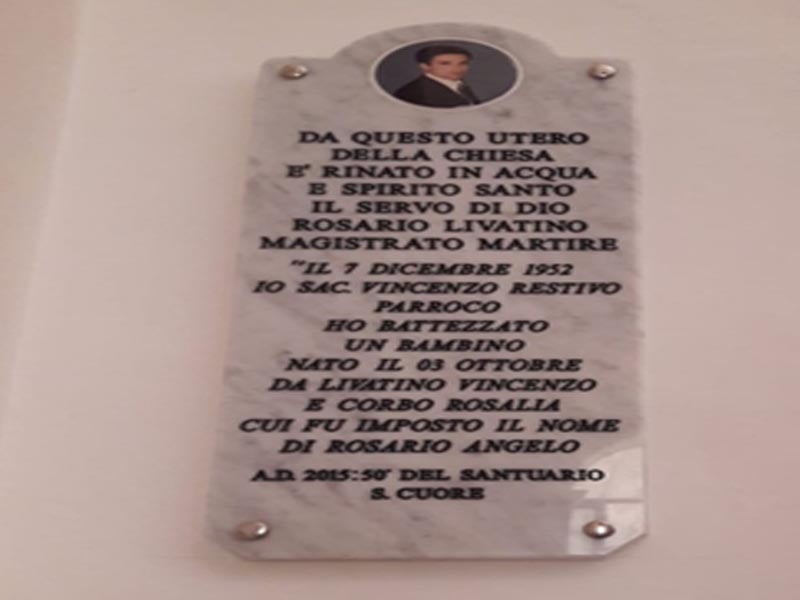 DA QUESTO UTERO
DELLA CHIESA
E' RINATO IN ACQUA
E SPIRITO SANTO
IL SERVO DI DIO
ROSARIO LIVATINO
MAGISTRATO MARTIRE
"IL 7 DICEMBRE 1952
IO SAC. VINCENZO RESTIVO
PARROCO
HO BATTEZZATO
UN BAMBINO
NATO IL 03 OTTOBRE
DA LIVATINO VINCENZO
E CORBO ROSALIA
CUI FU IMPOSTO IL NOME
DI ROSARIO ANGELO
A.D. 2015: 50° DEL SANTUARIO
S. CUORE